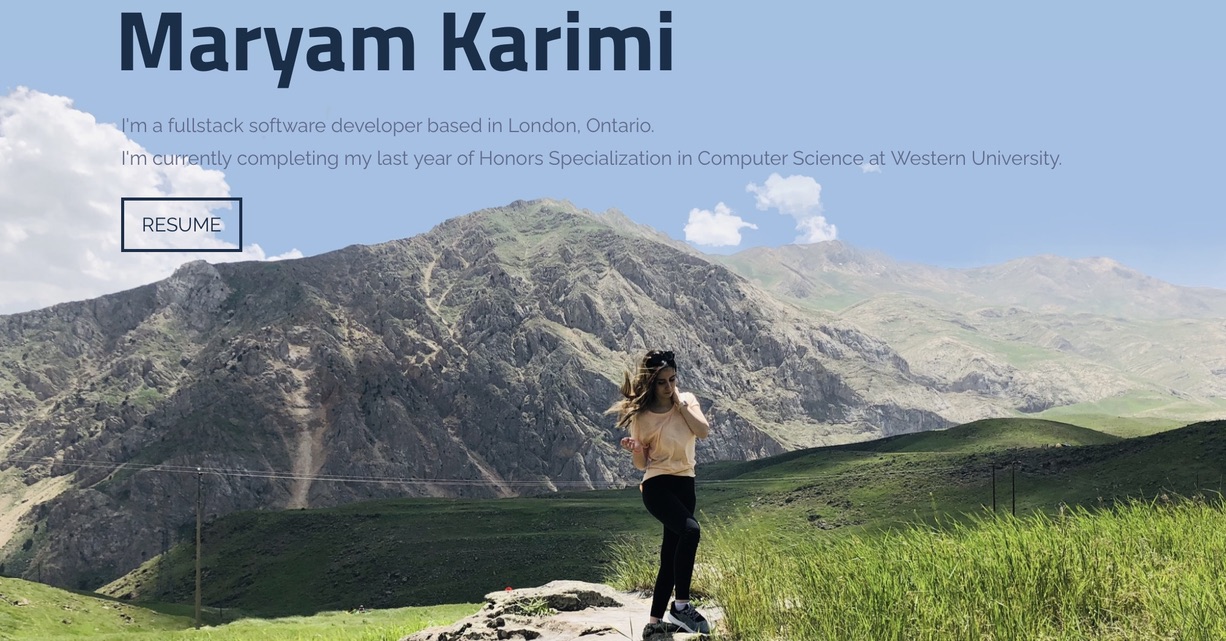 Maryam Karimi
I'm a fullstack software developer based in London, Ontario.
I'm currently completing my last year of Honors Specialization in Computer Science at Western University.
RESUME